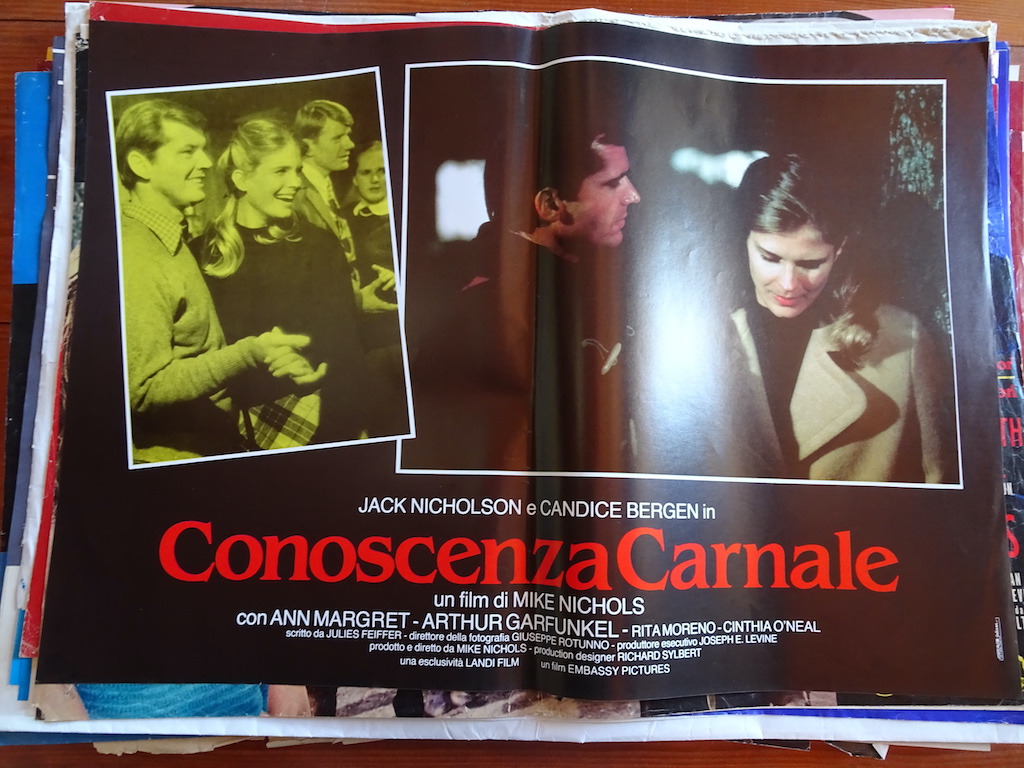 JACK NICHOLSON e CANDICE BERGEN in
Conoscenza Carnale
un film di MIKE NICHOLS
con ANN MARGRET - ARTHUR GARFUNKEL - RITA MORENO - CINTHIA O'NEAL
scritto da JULIES FEIFFER - direttore della fotografia GIUSEPPE ROTUNNO - produttore esecutivo JOSEPH E. LEVINE
prodotto e diretto da MIKE NICHOLS - production designer RICHARD SYLBERT
una esclusività LANDI FILM
un film EMBASSY PICTURES